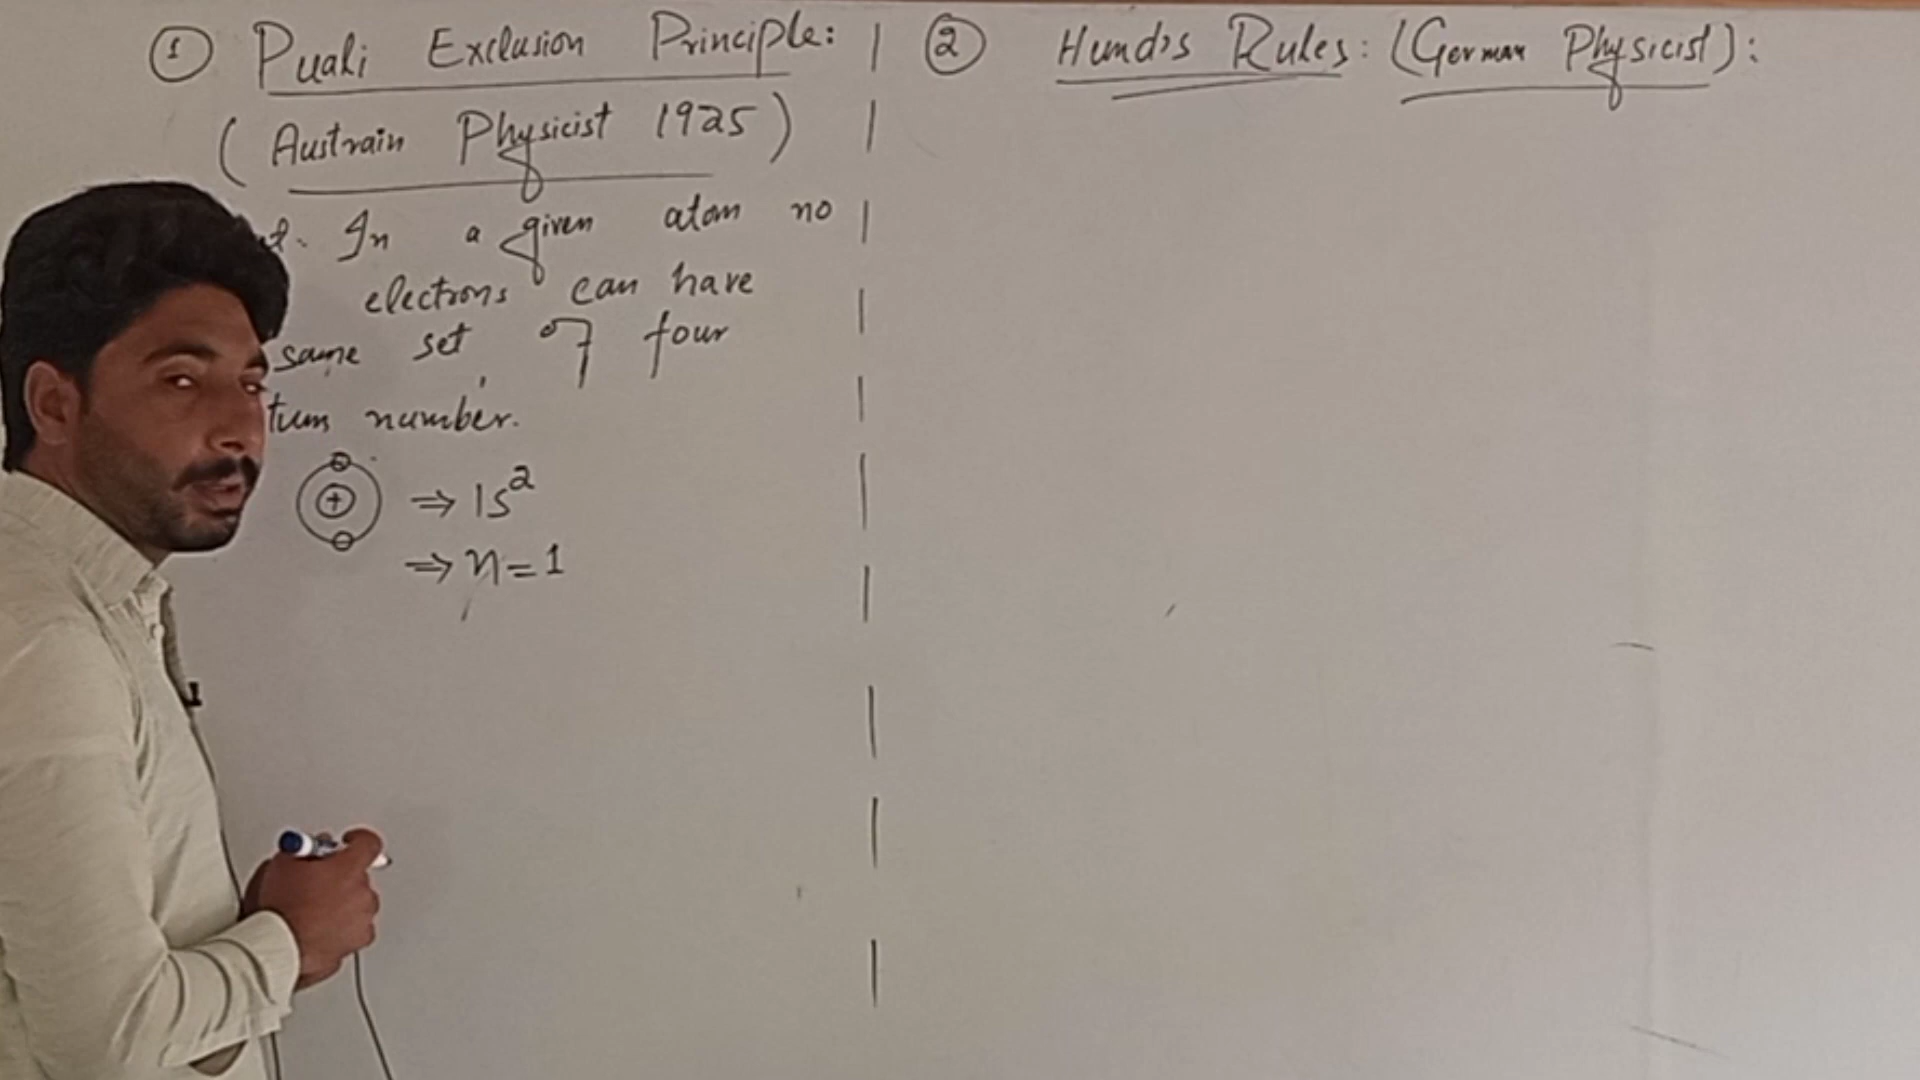 ① Puali Exclusion Principle:
(Austrain Physicist 1925)
In a given atom no
electrons can have
same set of four
tum number.
+ ⇒ 1s²
⇒ n=1
② Hund's Rules: (German Physicist):